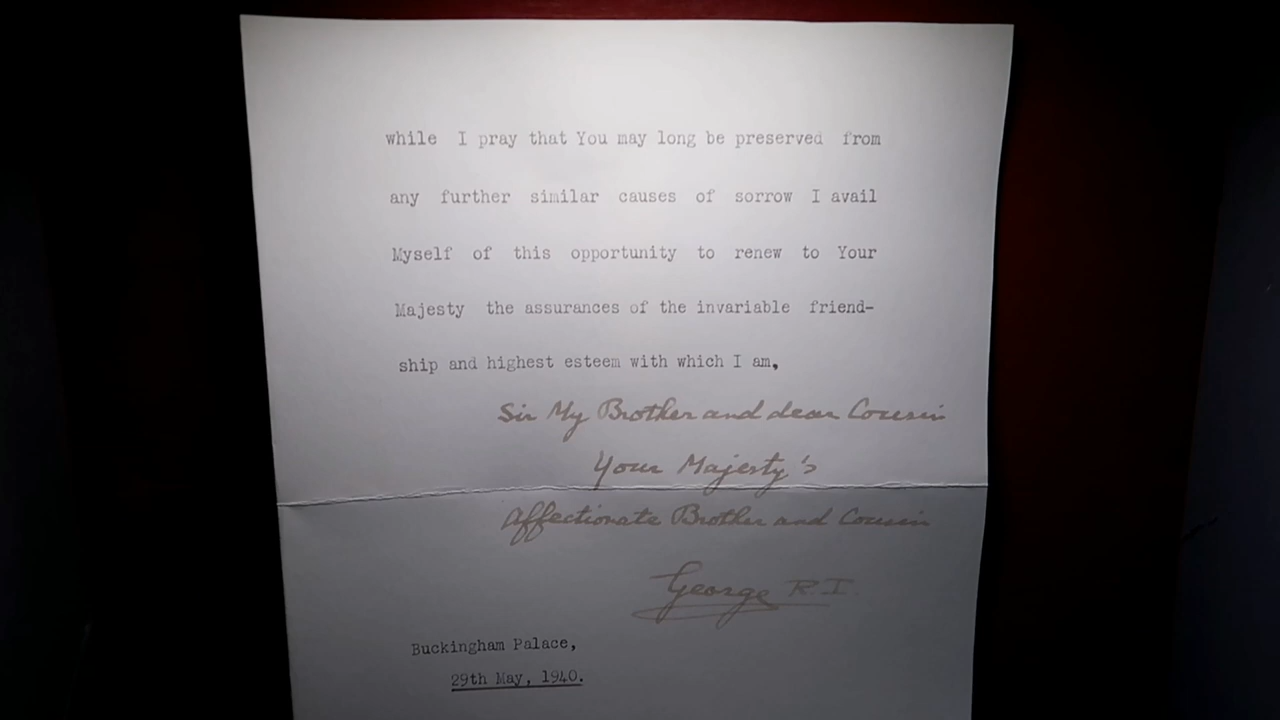 while I pray that You may long be preserved from
any further similar causes of sorrow I avail
Myself of this opportunity to renew to Your
Majesty the assurances of the invariable friend-
ship and highest esteem with which I am,
Sir My Brother and dear Cousin
Your Majesty's
Affectionate Brother and Cousin
George R.I.
Buckingham Palace,
29th May, 1940.